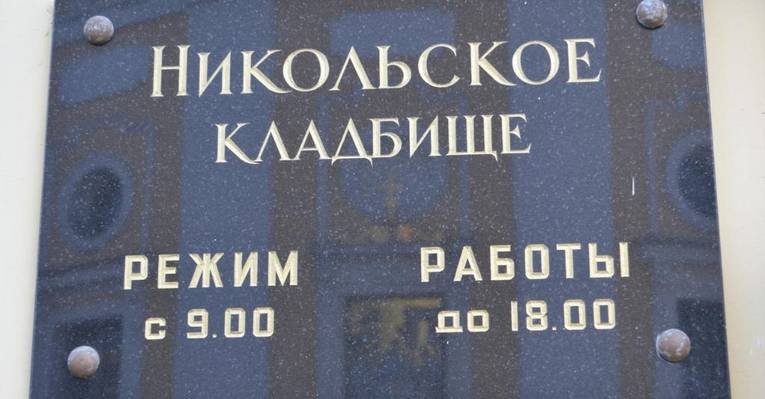 Никольское
кладбище
РЕЖИМ РАБОТЫ
с 9.00 до 18.00